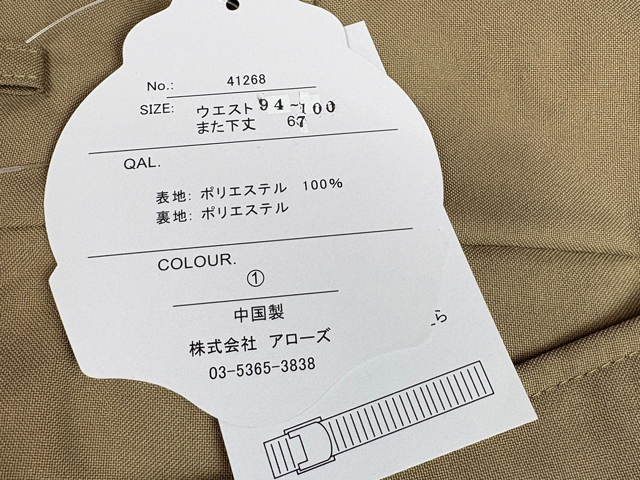 No.: 41268
SIZE: ウエスト 94~100
また下丈 67
QAL.
表地: ポリエステル 100%
裏地: ポリエステル
COLOUR.
①
中国製
株式会社 アローズ
03-5365-3838
ら